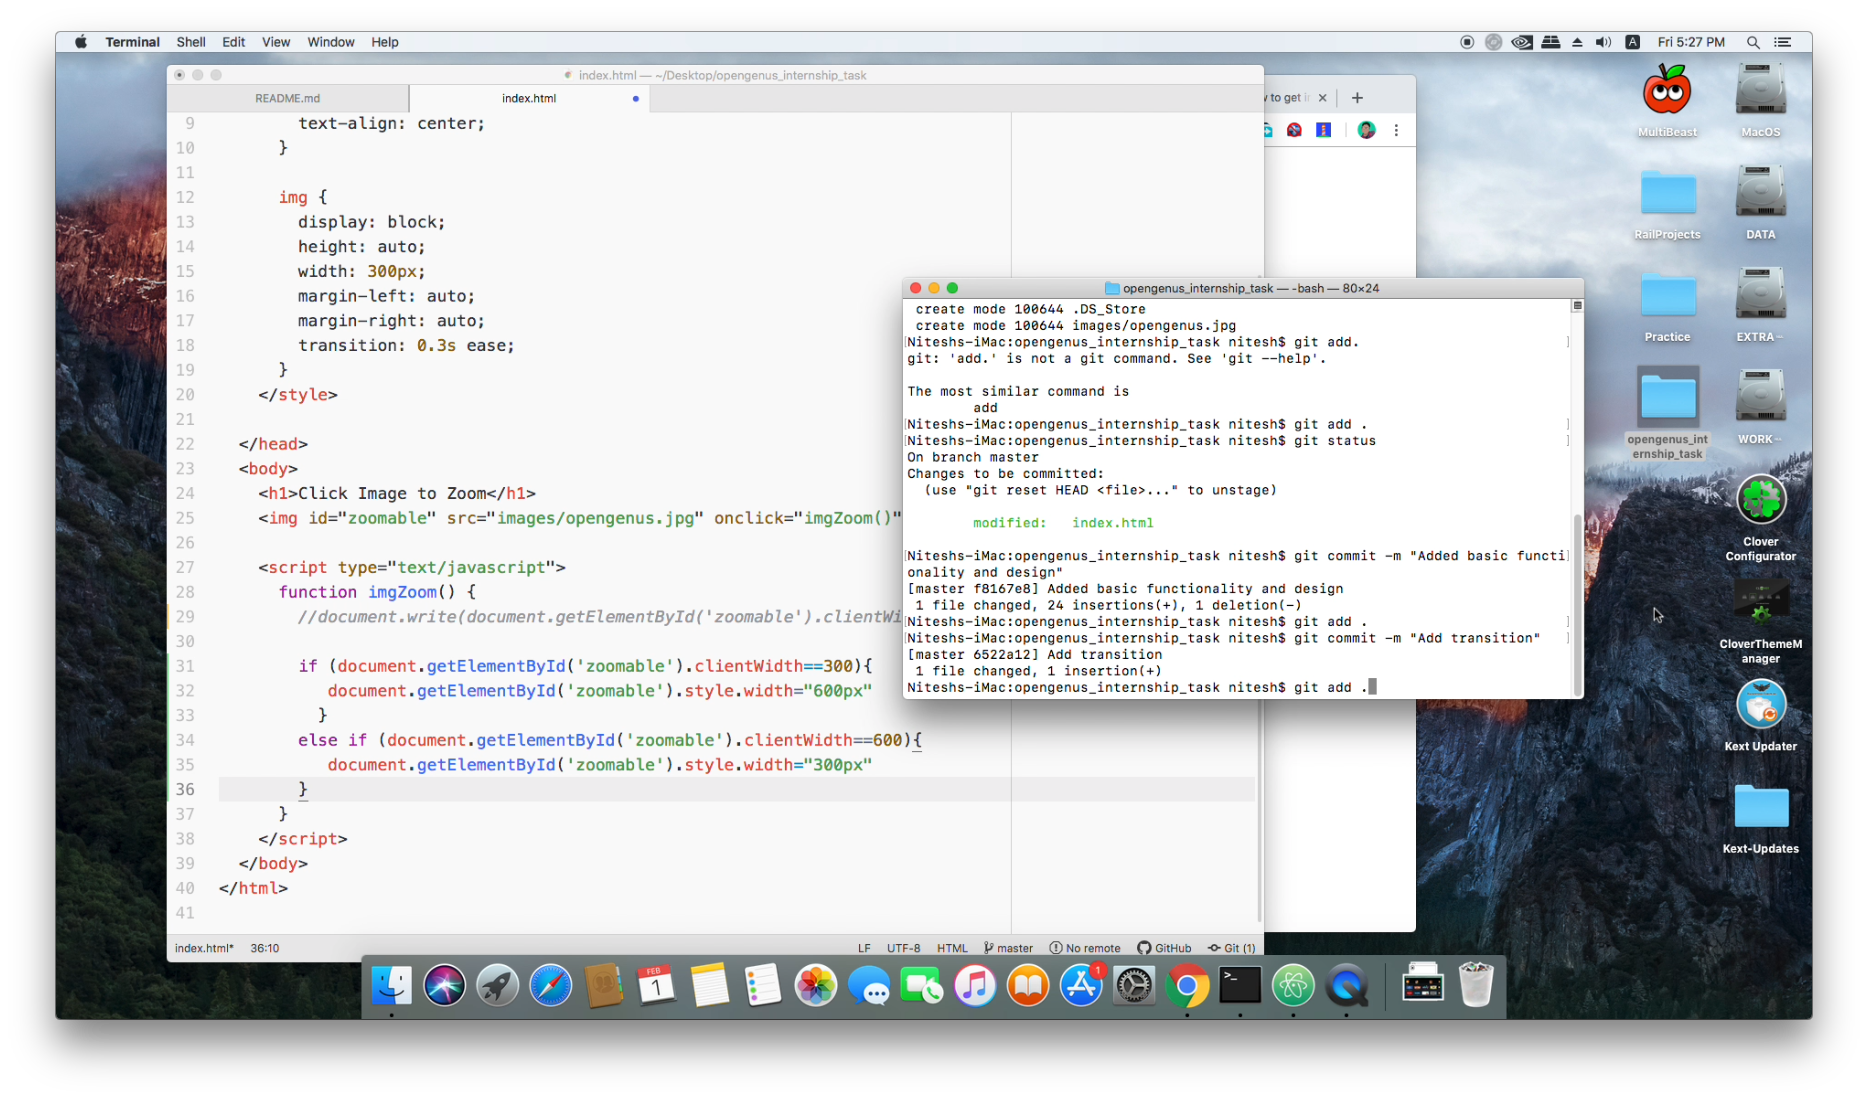 Terminal Shell Edit View Window Help
A Fri 5:27 PM
index.html — ~/Desktop/opengenus_internship_task
README.md index.html
9 text-align: center;
10 }
11
12 img {
13 display: block;
14 height: auto;
15 width: 300px;
16 margin-left: auto;
17 margin-right: auto;
18 transition: 0.3s ease;
19 }
20 </style>
21
22 </head>
23 <body>
24 <h1>Click Image to Zoom</h1>
25 <img id="zoomable" src="images/opengenus.jpg" onclick="imgZoom()"
26
27 <script type="text/javascript">
28 function imgZoom() {
29 //document.write(document.getElementById('zoomable').clientWi
30
31 if (document.getElementById('zoomable').clientWidth==300){
32 document.getElementById('zoomable').style.width="600px"
33 }
34 else if (document.getElementById('zoomable').clientWidth==600){
35 document.getElementById('zoomable').style.width="300px"
36 }
37 }
38 </script>
39 </body>
40 </html>
41
index.html* 36:10 LF UTF-8 HTML master No remote GitHub Git (1)
to get
opengenus_internship_task — -bash — 80×24
create mode 100644 .DS_Store
create mode 100644 images/opengenus.jpg
[Niteshs-iMac:opengenus_internship_task nitesh$ git add. ]
git: 'add.' is not a git command. See 'git --help'.
The most similar command is
add
[Niteshs-iMac:opengenus_internship_task nitesh$ git add . ]
[Niteshs-iMac:opengenus_internship_task nitesh$ git status ]
On branch master
Changes to be committed:
(use "git reset HEAD <file>..." to unstage)
modified: index.html
[Niteshs-iMac:opengenus_internship_task nitesh$ git commit -m "Added basic functi]
onality and design"
[master f8167e8] Added basic functionality and design
1 file changed, 24 insertions(+), 1 deletion(-)
[Niteshs-iMac:opengenus_internship_task nitesh$ git add . ]
[Niteshs-iMac:opengenus_internship_task nitesh$ git commit -m "Add transition" ]
[master 6522a12] Add transition
1 file changed, 1 insertion(+)
Niteshs-iMac:opengenus_internship_task nitesh$ git add .
MultiBeast
MacOS
RailProjects
DATA
Practice
EXTRA
opengenus_int
ernship_task
WORK
Clover
Configurator
CloverThemeM
anager
Kext Updater
Kext-Updates
FEB
1
1